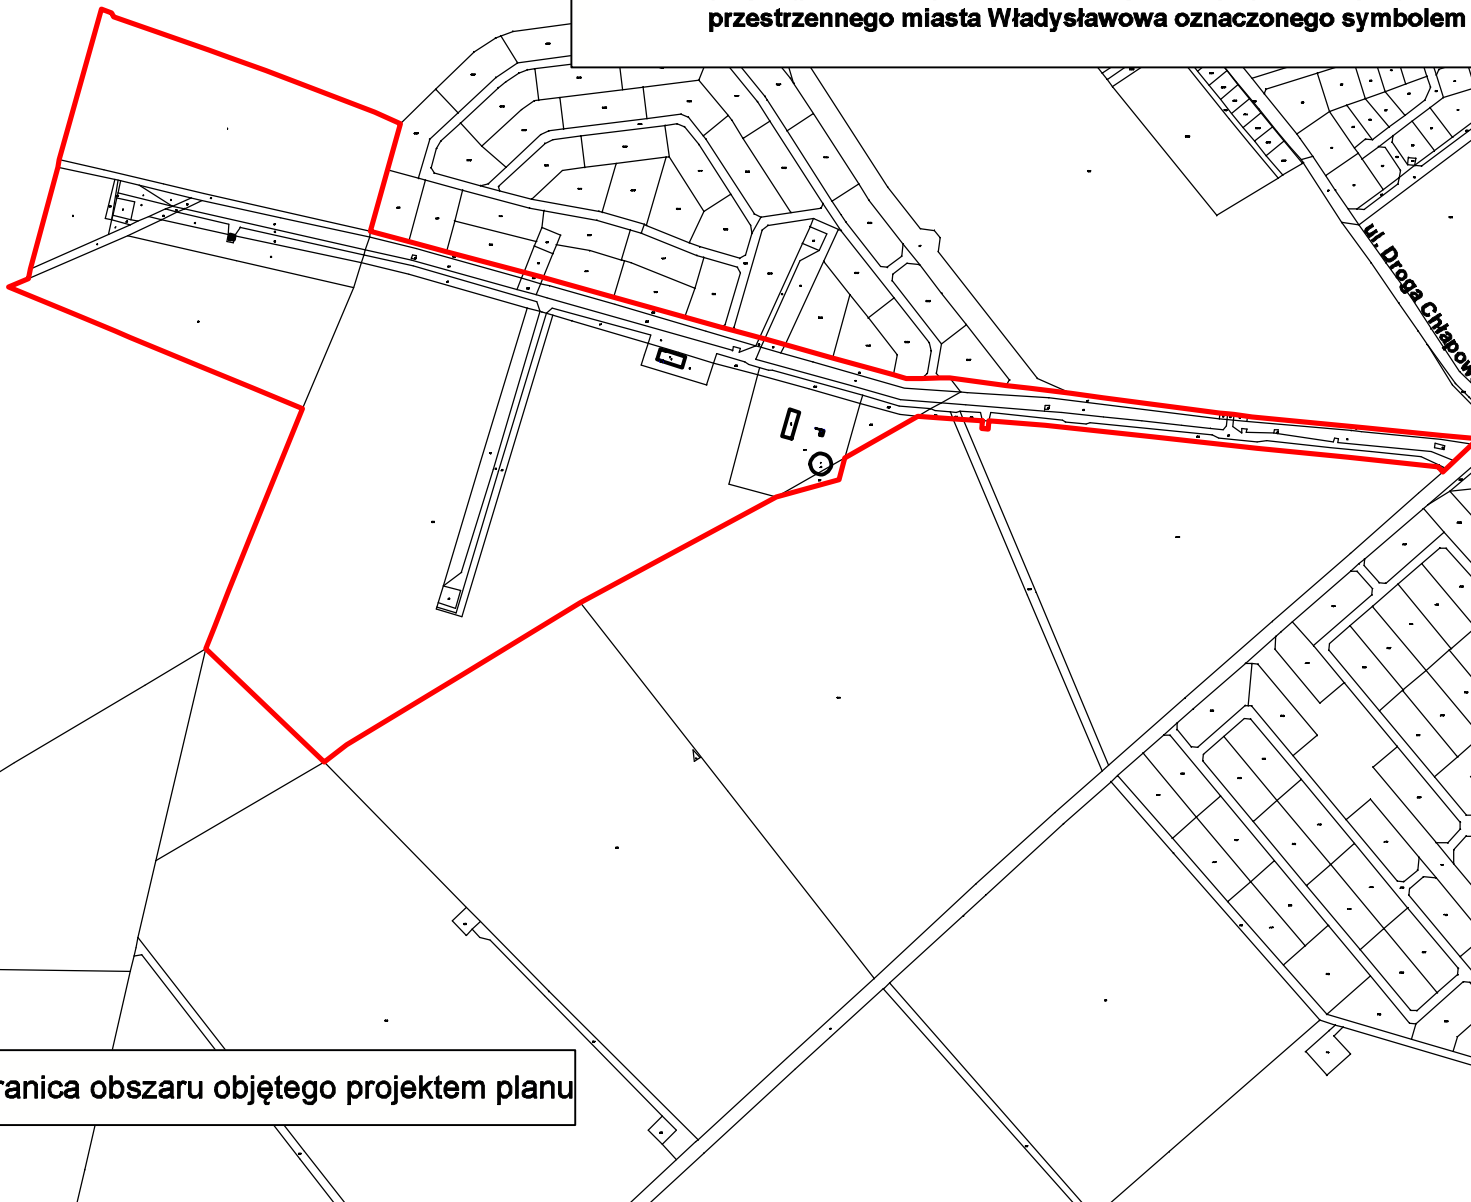 przestrzennego miasta Władysławowa oznaczonego symbolem
ul. Droga Chłapow
ranica obszaru objętego projektem planu